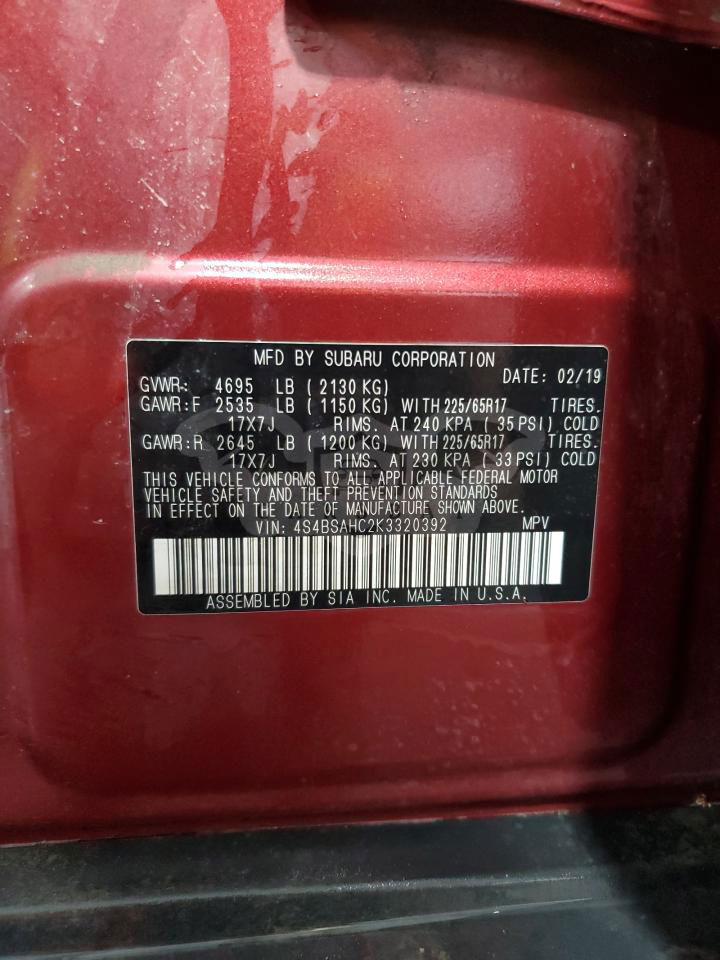 MFD BY SUBARU CORPORATION
GVWR: 4695 LB ( 2130 KG) DATE: 02/19
GAWR:F 2535 LB ( 1150 KG) WITH 225/65R17 TIRES.
17X7J RIMS. AT 240 KPA ( 35 PSI) COLD
GAWR:R 2645 LB ( 1200 KG) WITH 225/65R17 TIRES.
17X7J RIMS. AT 230 KPA ( 33 PSI) COLD
THIS VEHICLE CONFORMS TO ALL APPLICABLE FEDERAL MOTOR
VEHICLE SAFETY AND THEFT PREVENTION STANDARDS
IN EFFECT ON THE DATE OF MANUFACTURE SHOWN ABOVE.
VIN: 4S4BSAHC2K3320392 MPV
ASSEMBLED BY SIA INC. MADE IN U.S.A.